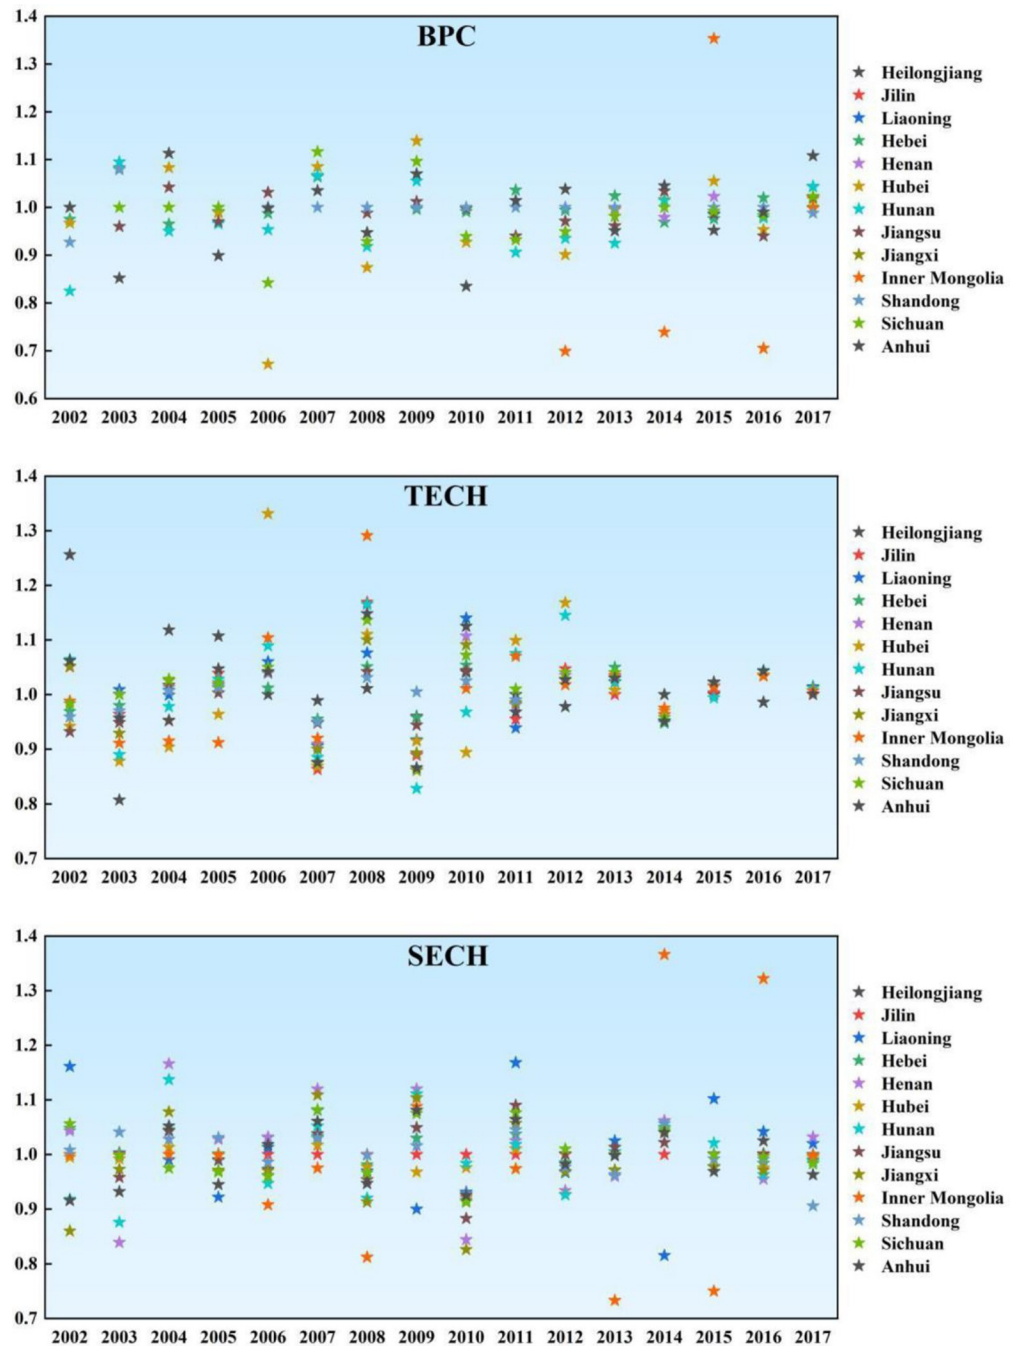 BPC
1.4
1.3
1.2
1.1
1.0
0.9
0.8
0.7
0.6
2002 2003 2004 2005 2006 2007 2008 2009 2010 2011 2012 2013 2014 2015 2016 2017
Heilongjiang
Jilin
Liaoning
Hebei
Henan
Hubei
Hunan
Jiangsu
Jiangxi
Inner Mongolia
Shandong
Sichuan
Anhui
TECH
1.4
1.3
1.2
1.1
1.0
0.9
0.8
0.7
2002 2003 2004 2005 2006 2007 2008 2009 2010 2011 2012 2013 2014 2015 2016 2017
Heilongjiang
Jilin
Liaoning
Hebei
Henan
Hubei
Hunan
Jiangsu
Jiangxi
Inner Mongolia
Shandong
Sichuan
Anhui
SECH
1.4
1.3
1.2
1.1
1.0
0.9
0.8
0.7
2002 2003 2004 2005 2006 2007 2008 2009 2010 2011 2012 2013 2014 2015 2016 2017
Heilongjiang
Jilin
Liaoning
Hebei
Henan
Hubei
Hunan
Jiangsu
Jiangxi
Inner Mongolia
Shandong
Sichuan
Anhui